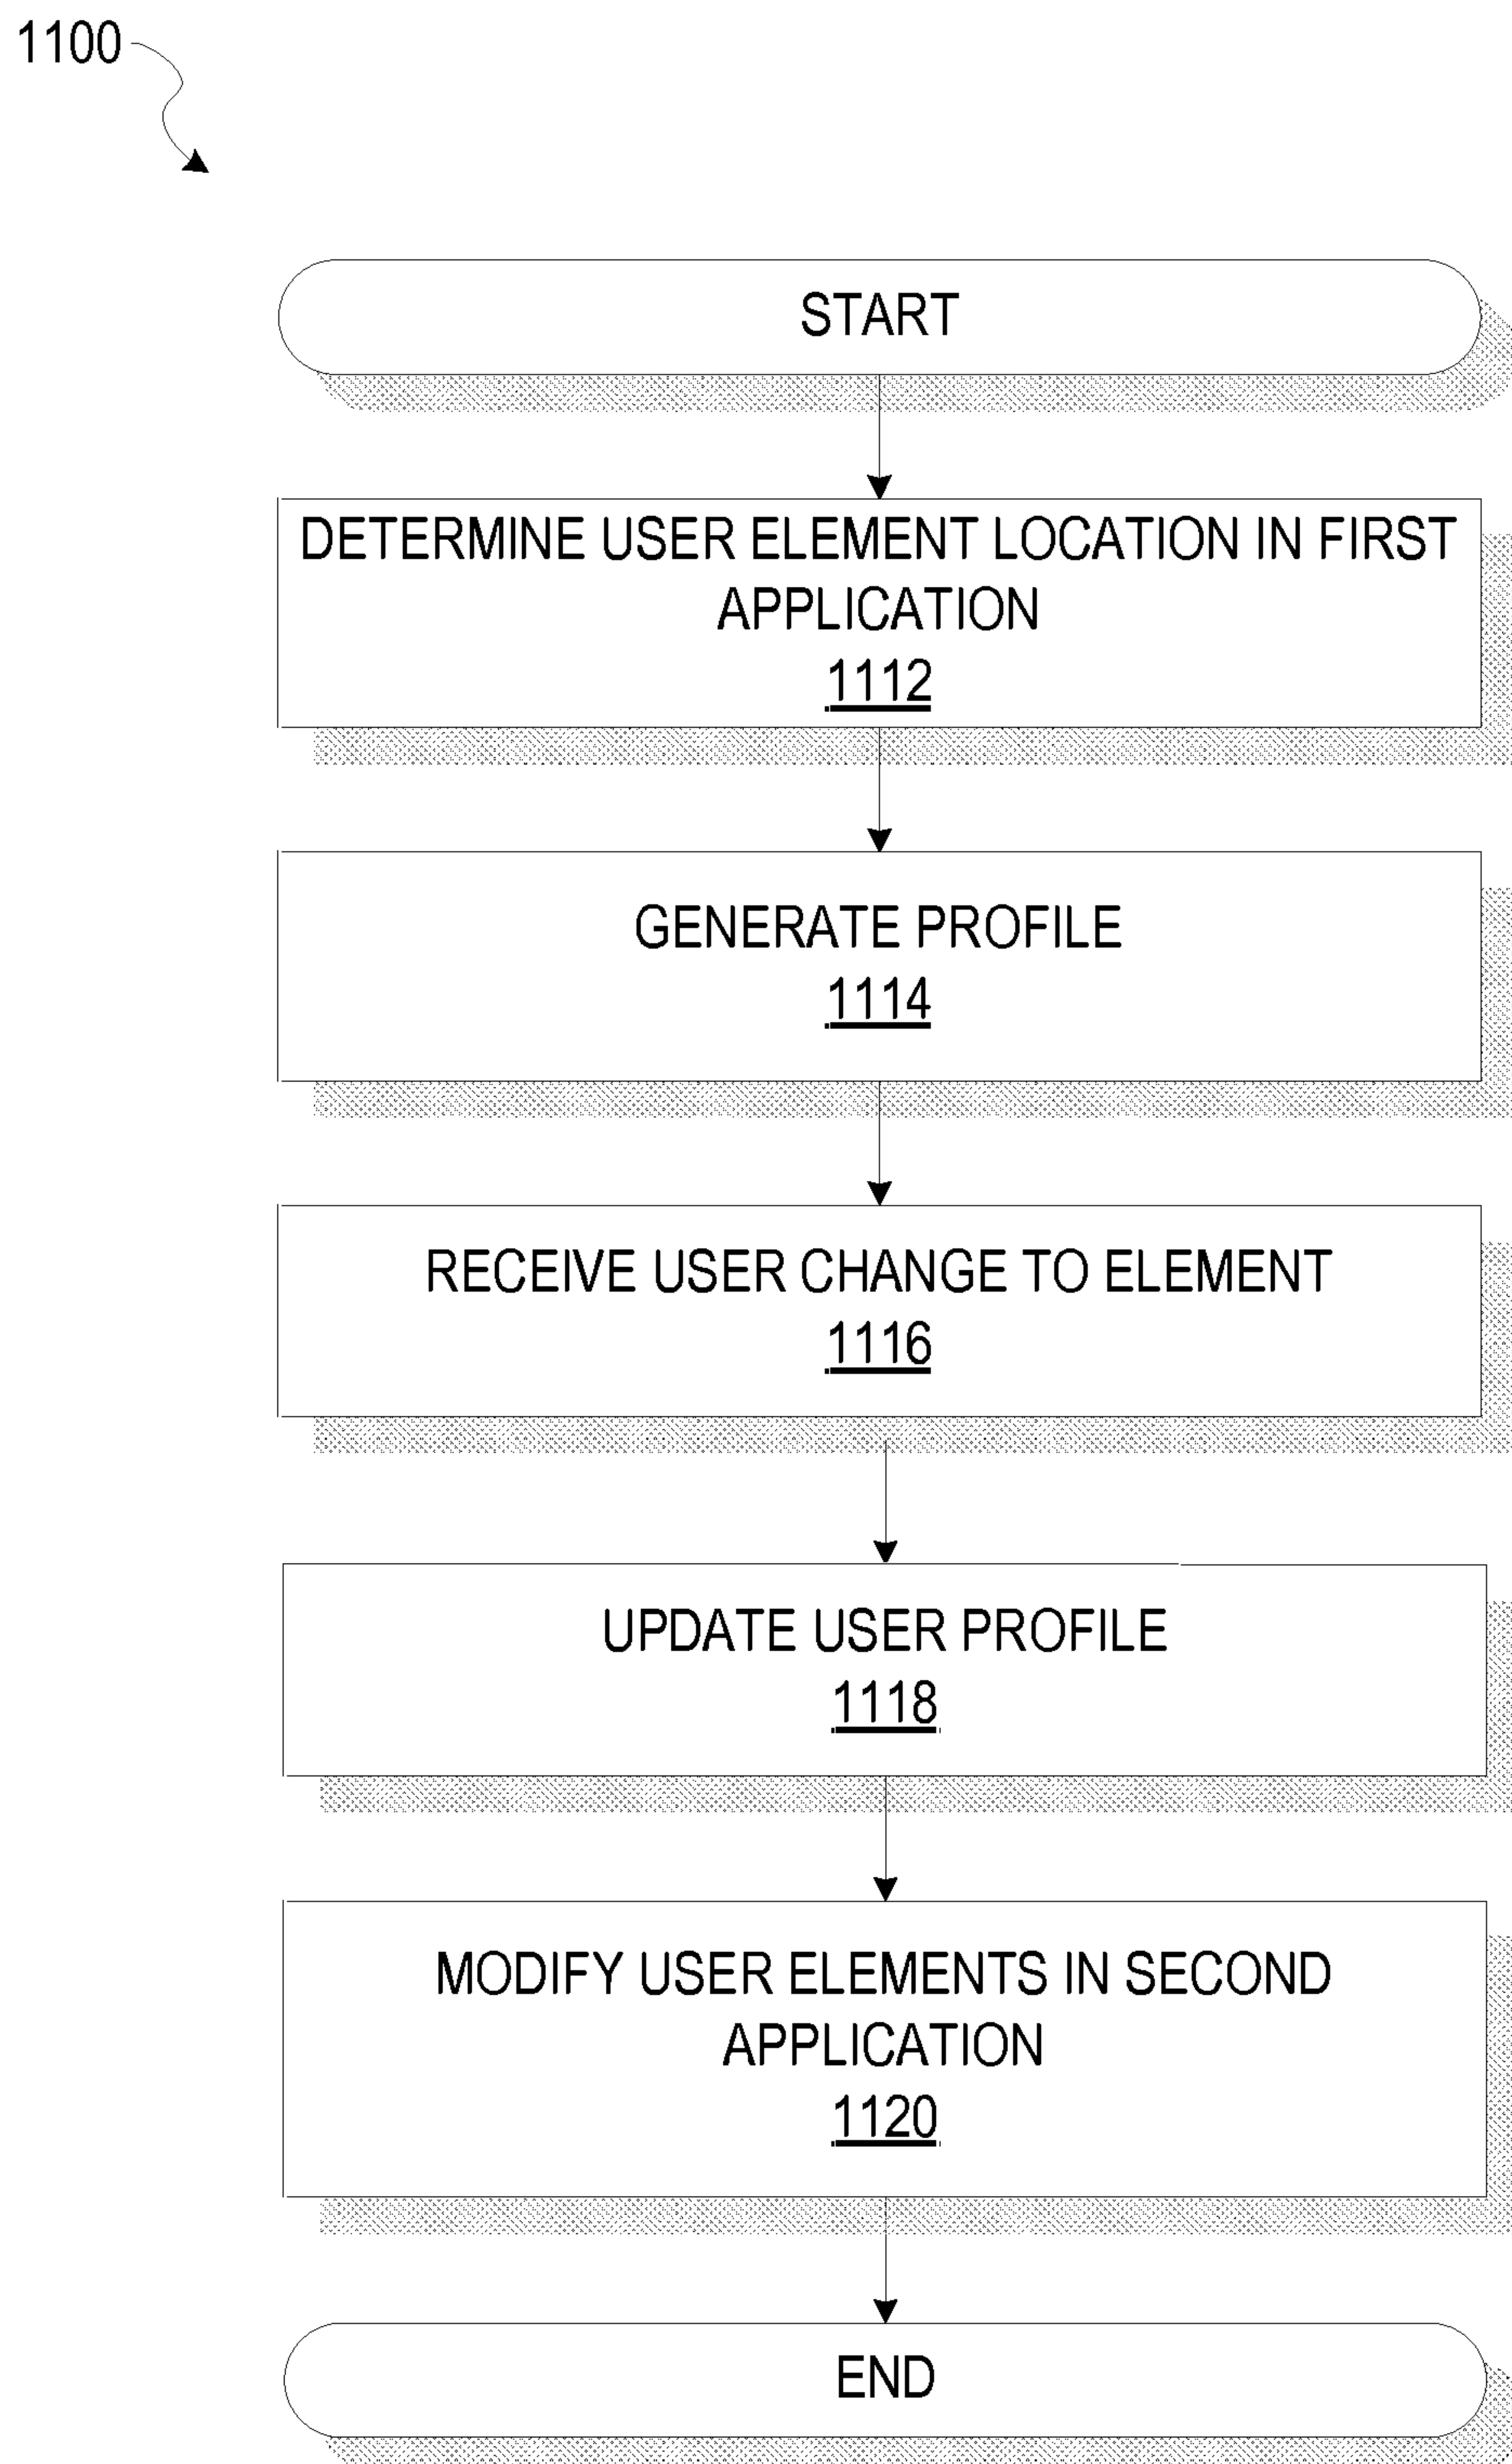 1100
START
DETERMINE USER ELEMENT LOCATION IN FIRST
APPLICATION
1112
GENERATE PROFILE
1114
RECEIVE USER CHANGE TO ELEMENT
1116
UPDATE USER PROFILE
1118
MODIFY USER ELEMENTS IN SECOND
APPLICATION
1120
END